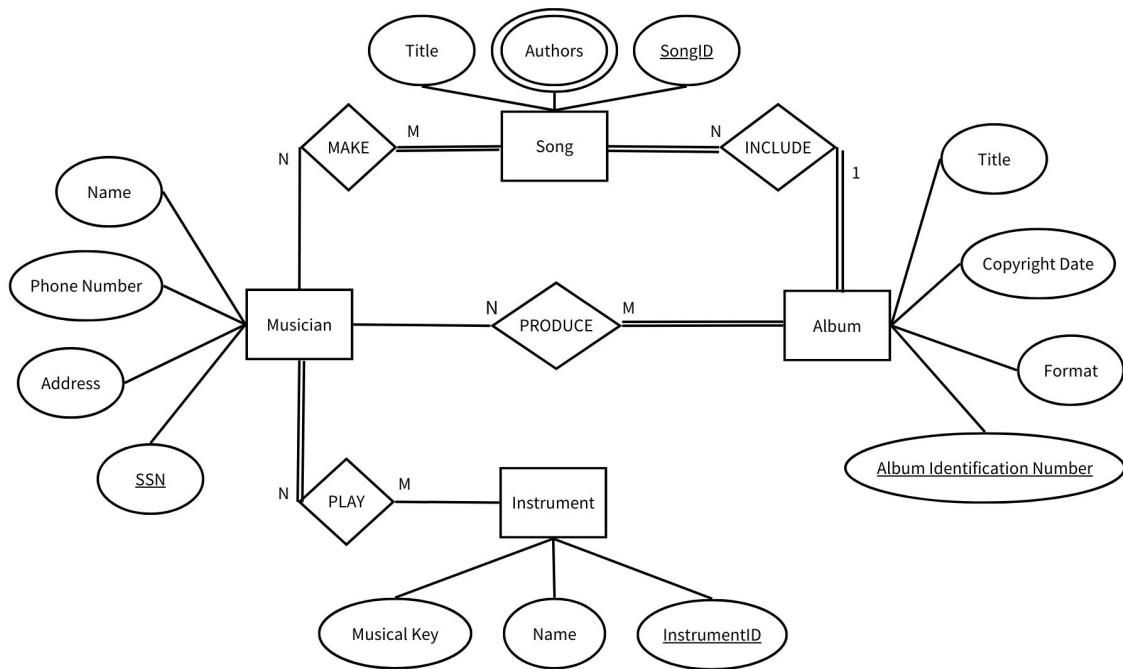 Title
Authors
SongID
MAKE
M
Song
N
INCLUDE
N
1
Title
Name
Copyright Date
Phone Number
Musician
N
PRODUCE
M
Album
Address
Format
SSN
Album Identification Number
N
PLAY
M
Instrument
Musical Key
Name
InstrumentID